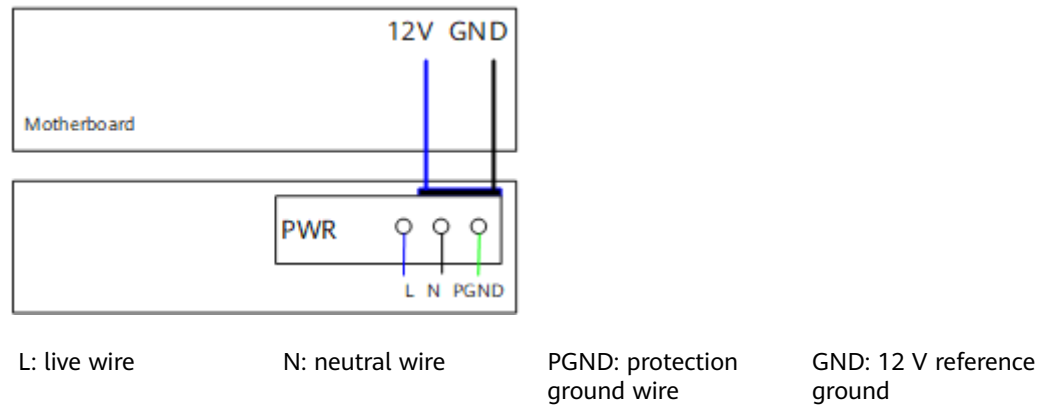 12V GND
Motherboard
PWR
L N PGND
L: live wire
N: neutral wire
PGND: protection
ground wire
GND: 12 V reference
ground